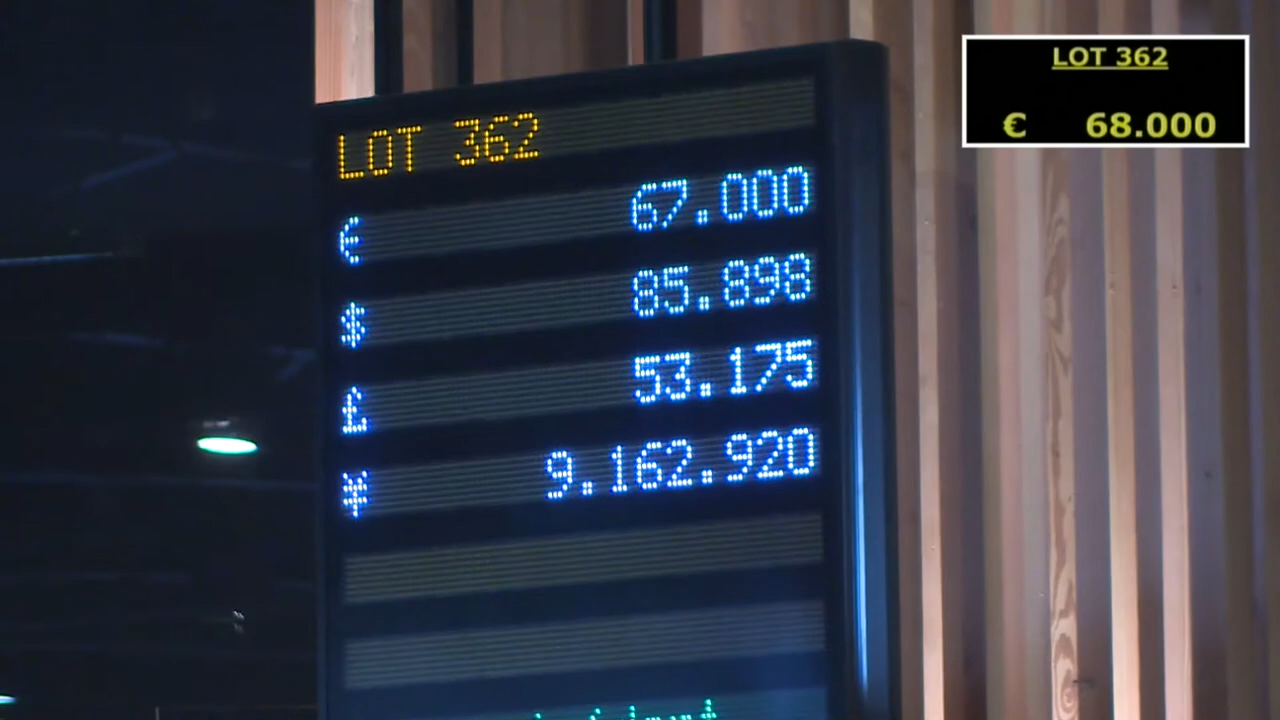 LOT 362
€ 67.000
$ 85.898
£ 53.175
¥ 9.162.920
LOT 362
€ 68.000